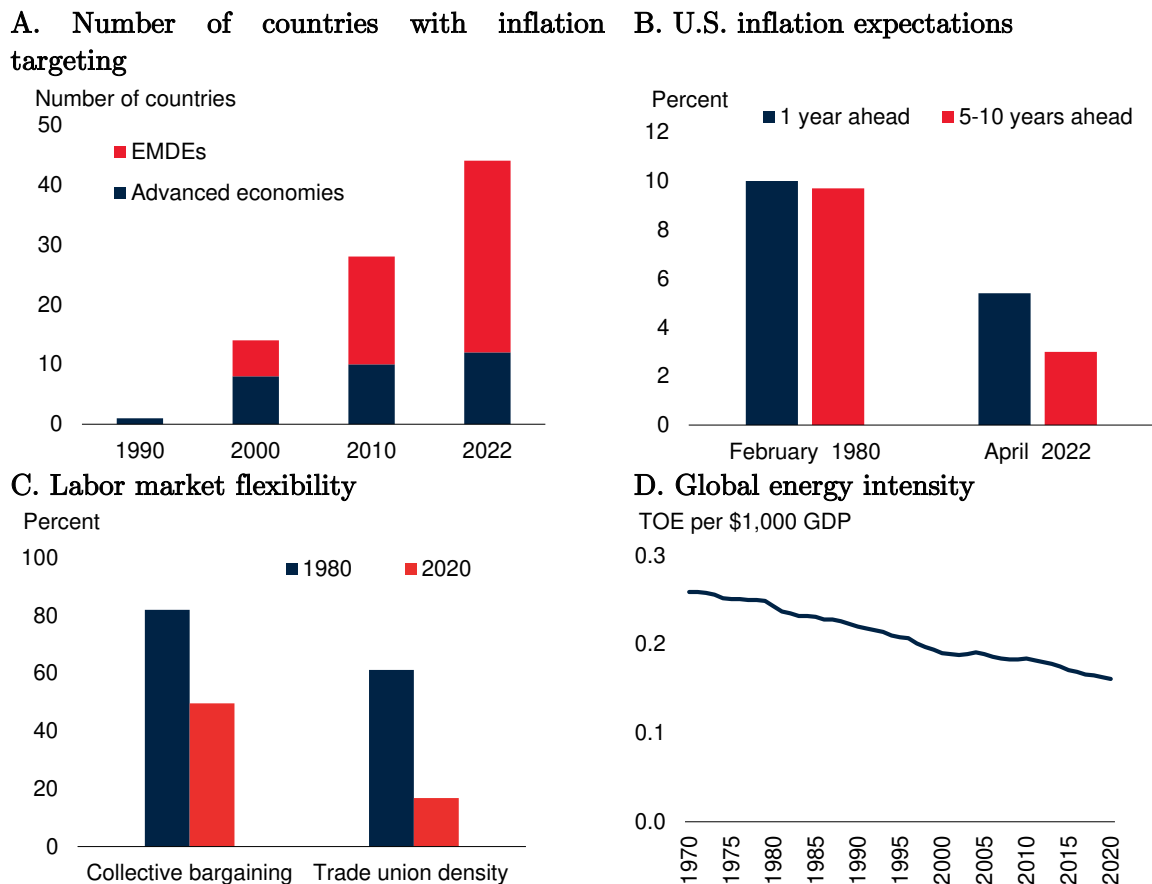 A. Number of countries with inflation
targeting
Number of countries
50
EMDEs
40
Advanced economies
30
20
10
0
1990 2000 2010 2022
B. U.S. inflation expectations
Percent
1 year ahead 5-10 years ahead
12
10
8
6
4
2
0
February 1980 April 2022
C. Labor market flexibility
Percent
100
1980 2020
80
60
40
20
0
Collective bargaining Trade union density
D. Global energy intensity
TOE per $1,000 GDP
0.3
0.2
0.1
0.0
1970 1975 1980 1985 1990 1995 2000 2005 2010 2015 2020